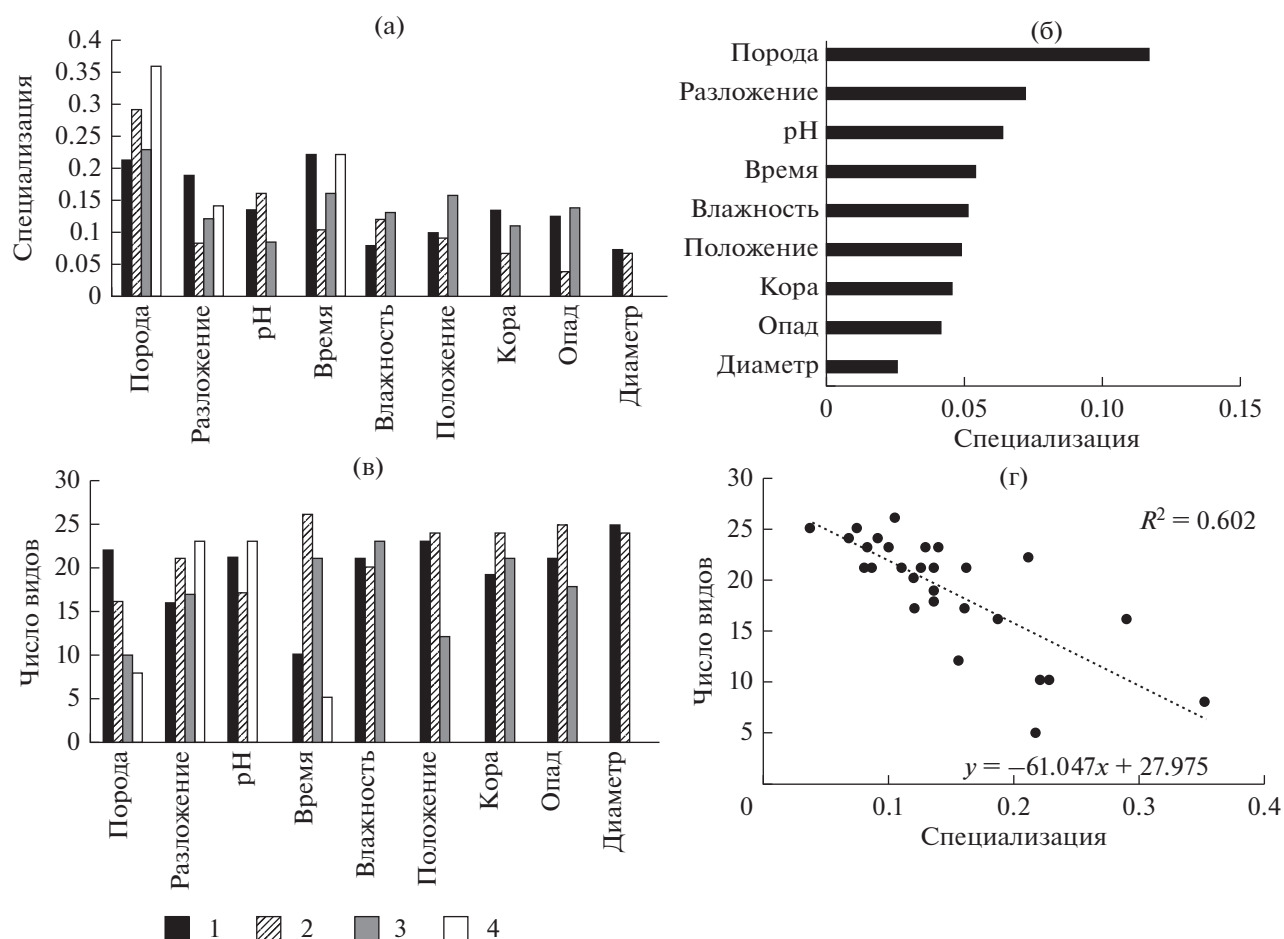 (а)
Специализация
0.4
0.35
0.3
0.25
0.2
0.15
0.1
0.05
0
Порода
Разложение
pH
Время
Влажность
Положение
Кора
Опад
Диаметр
(б)
Порода
Разложение
pH
Время
Влажность
Положение
Кора
Опад
Диаметр
0 0.05 0.10 0.15
Специализация
(в)
Число видов
30
25
20
15
10
5
0
Порода
Разложение
pH
Время
Влажность
Положение
Кора
Опад
Диаметр
1 2 3 4
(г)
Число видов
30
25
20
15
10
5
R² = 0.602
y = −61.047x + 27.975
0 0.1 0.2 0.3 0.4
Специализация